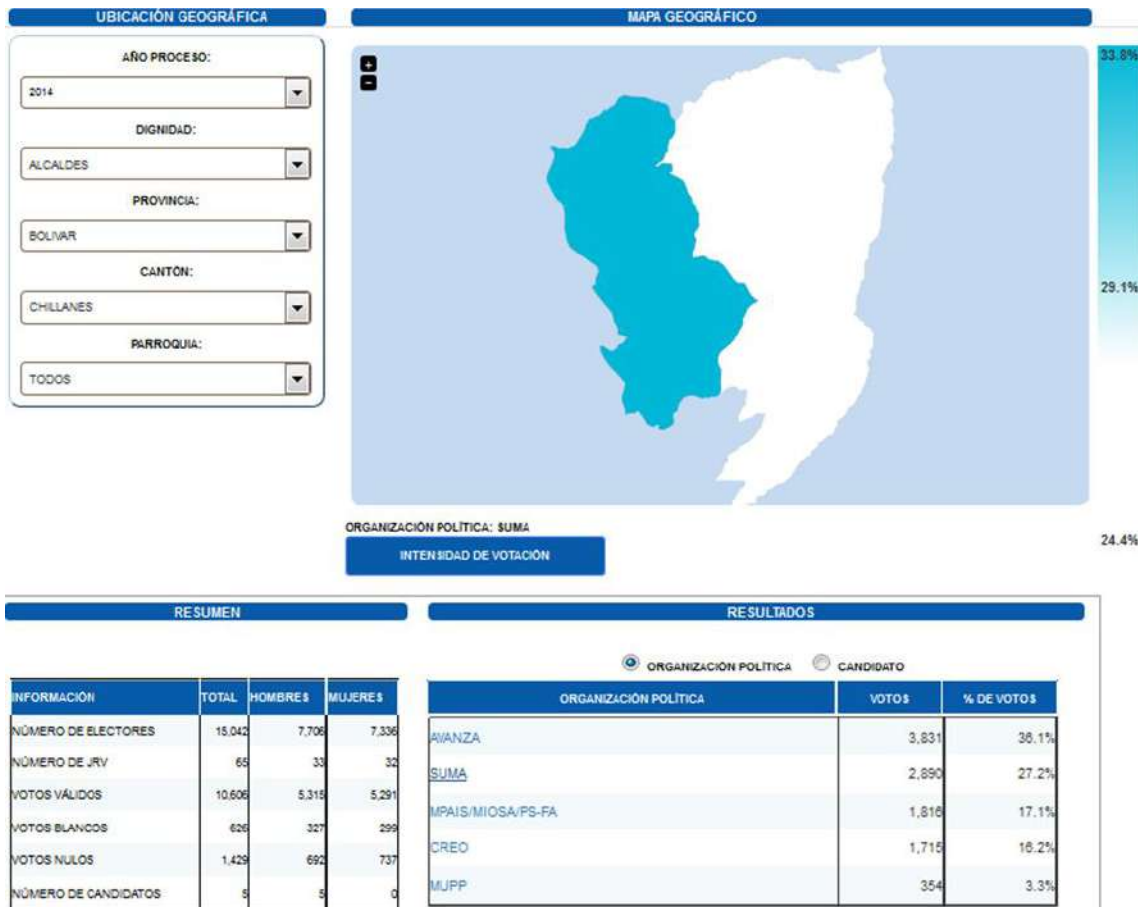 UBICACIÓN GEOGRÁFICA
MAPA GEOGRÁFICO
AÑO PROCESO:
2014
DIGNIDAD:
ALCALDES
PROVINCIA:
BOLIVAR
CANTÓN:
CHILLANES
PARROQUIA:
TODOS
+
-
33.8%
29.1%
24.4%
ORGANIZACIÓN POLÍTICA: SUMA
INTENSIDAD DE VOTACIÓN
RESUMEN
INFORMACIÓN TOTAL HOMBRES MUJERES
NÚMERO DE ELECTORES 15,042 7,706 7,336
NÚMERO DE JRV 65 33 32
VOTOS VÁLIDOS 10,606 5,315 5,291
VOTOS BLANCOS 626 327 299
VOTOS NULOS 1,429 692 737
NÚMERO DE CANDIDATOS 5 5 0
RESULTADOS
ORGANIZACIÓN POLÍTICA CANDIDATO
ORGANIZACIÓN POLÍTICA VOTOS % DE VOTOS
AVANZA 3,831 36.1%
SUMA 2,890 27.2%
MPAIS/MIOSA/PS-FA 1,816 17.1%
CREO 1,715 16.2%
MUPP 354 3.3%